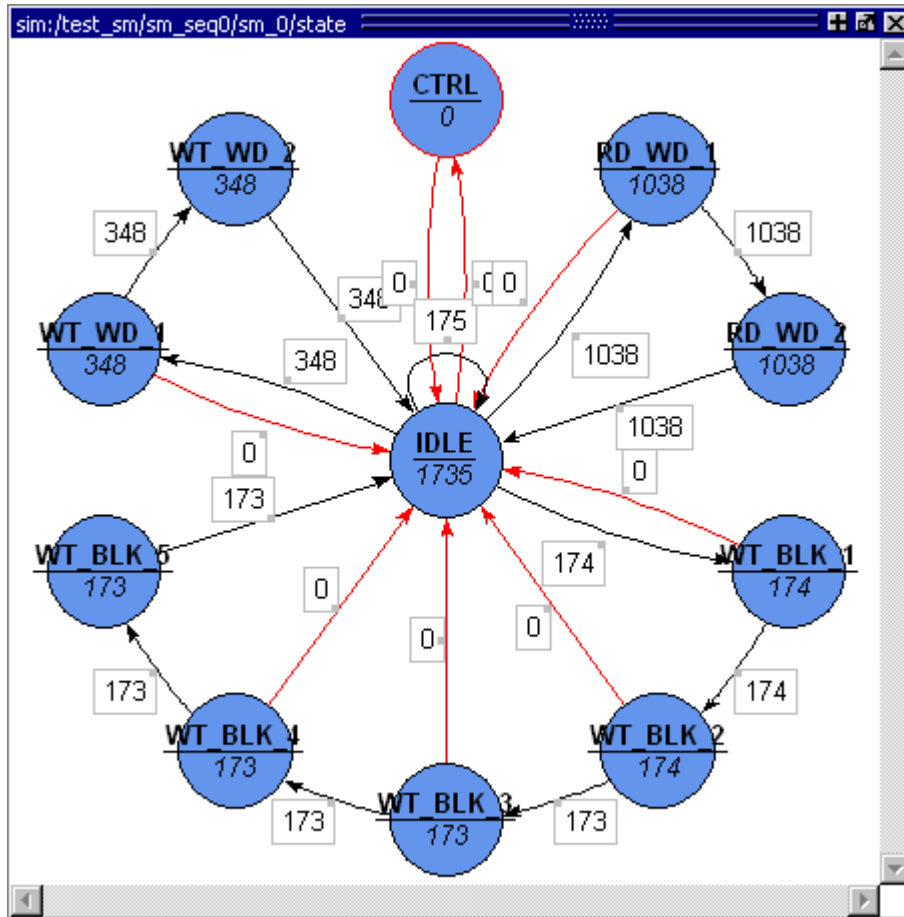 sim:/test_sm/sm_seq0/sm_0/state
CTRL
0
WT_WD_2
348
RD_WD_1
1038
348
1038
0
0
0
348
175
WT_WD_1
348
348
1038
RD_WD_2
1038
IDLE
1735
1038
0
0
173
WT_BLK_5
173
174
WT_BLK_1
174
0
0
0
173
174
WT_BLK_4
173
WT_BLK_2
174
WT_BLK_3
173
173
173